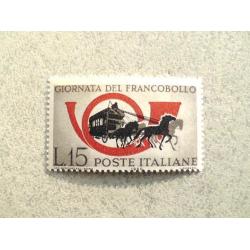 GIORNATA DEL FRANCOBOLLO
L.15 POSTE ITALIANE